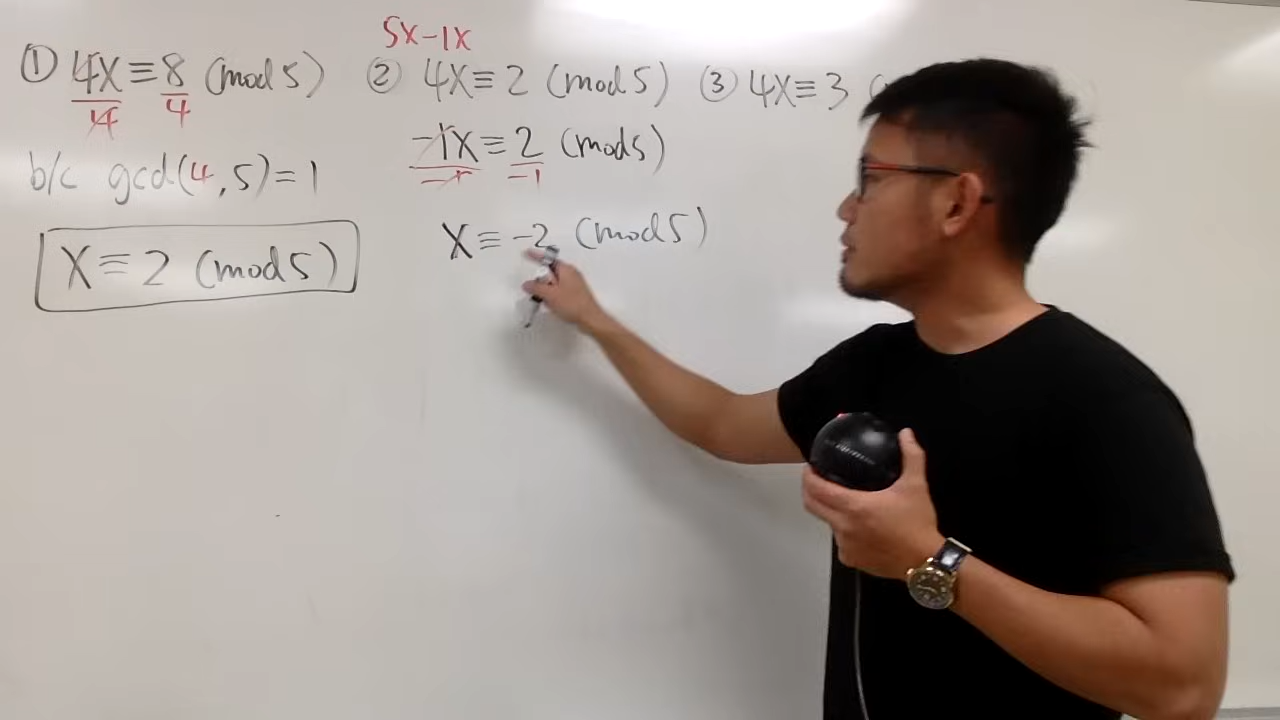 ① 4X ≡ 8 (mod 5)
4 4
b/c gcd(4,5)=1
X ≡ 2 (mod 5)
5X-1X
② 4X ≡ 2 (mod 5)
-1X ≡ 2 (mod 5)
-1 -1
X ≡ -2 (mod 5)
③ 4X ≡ 3 (